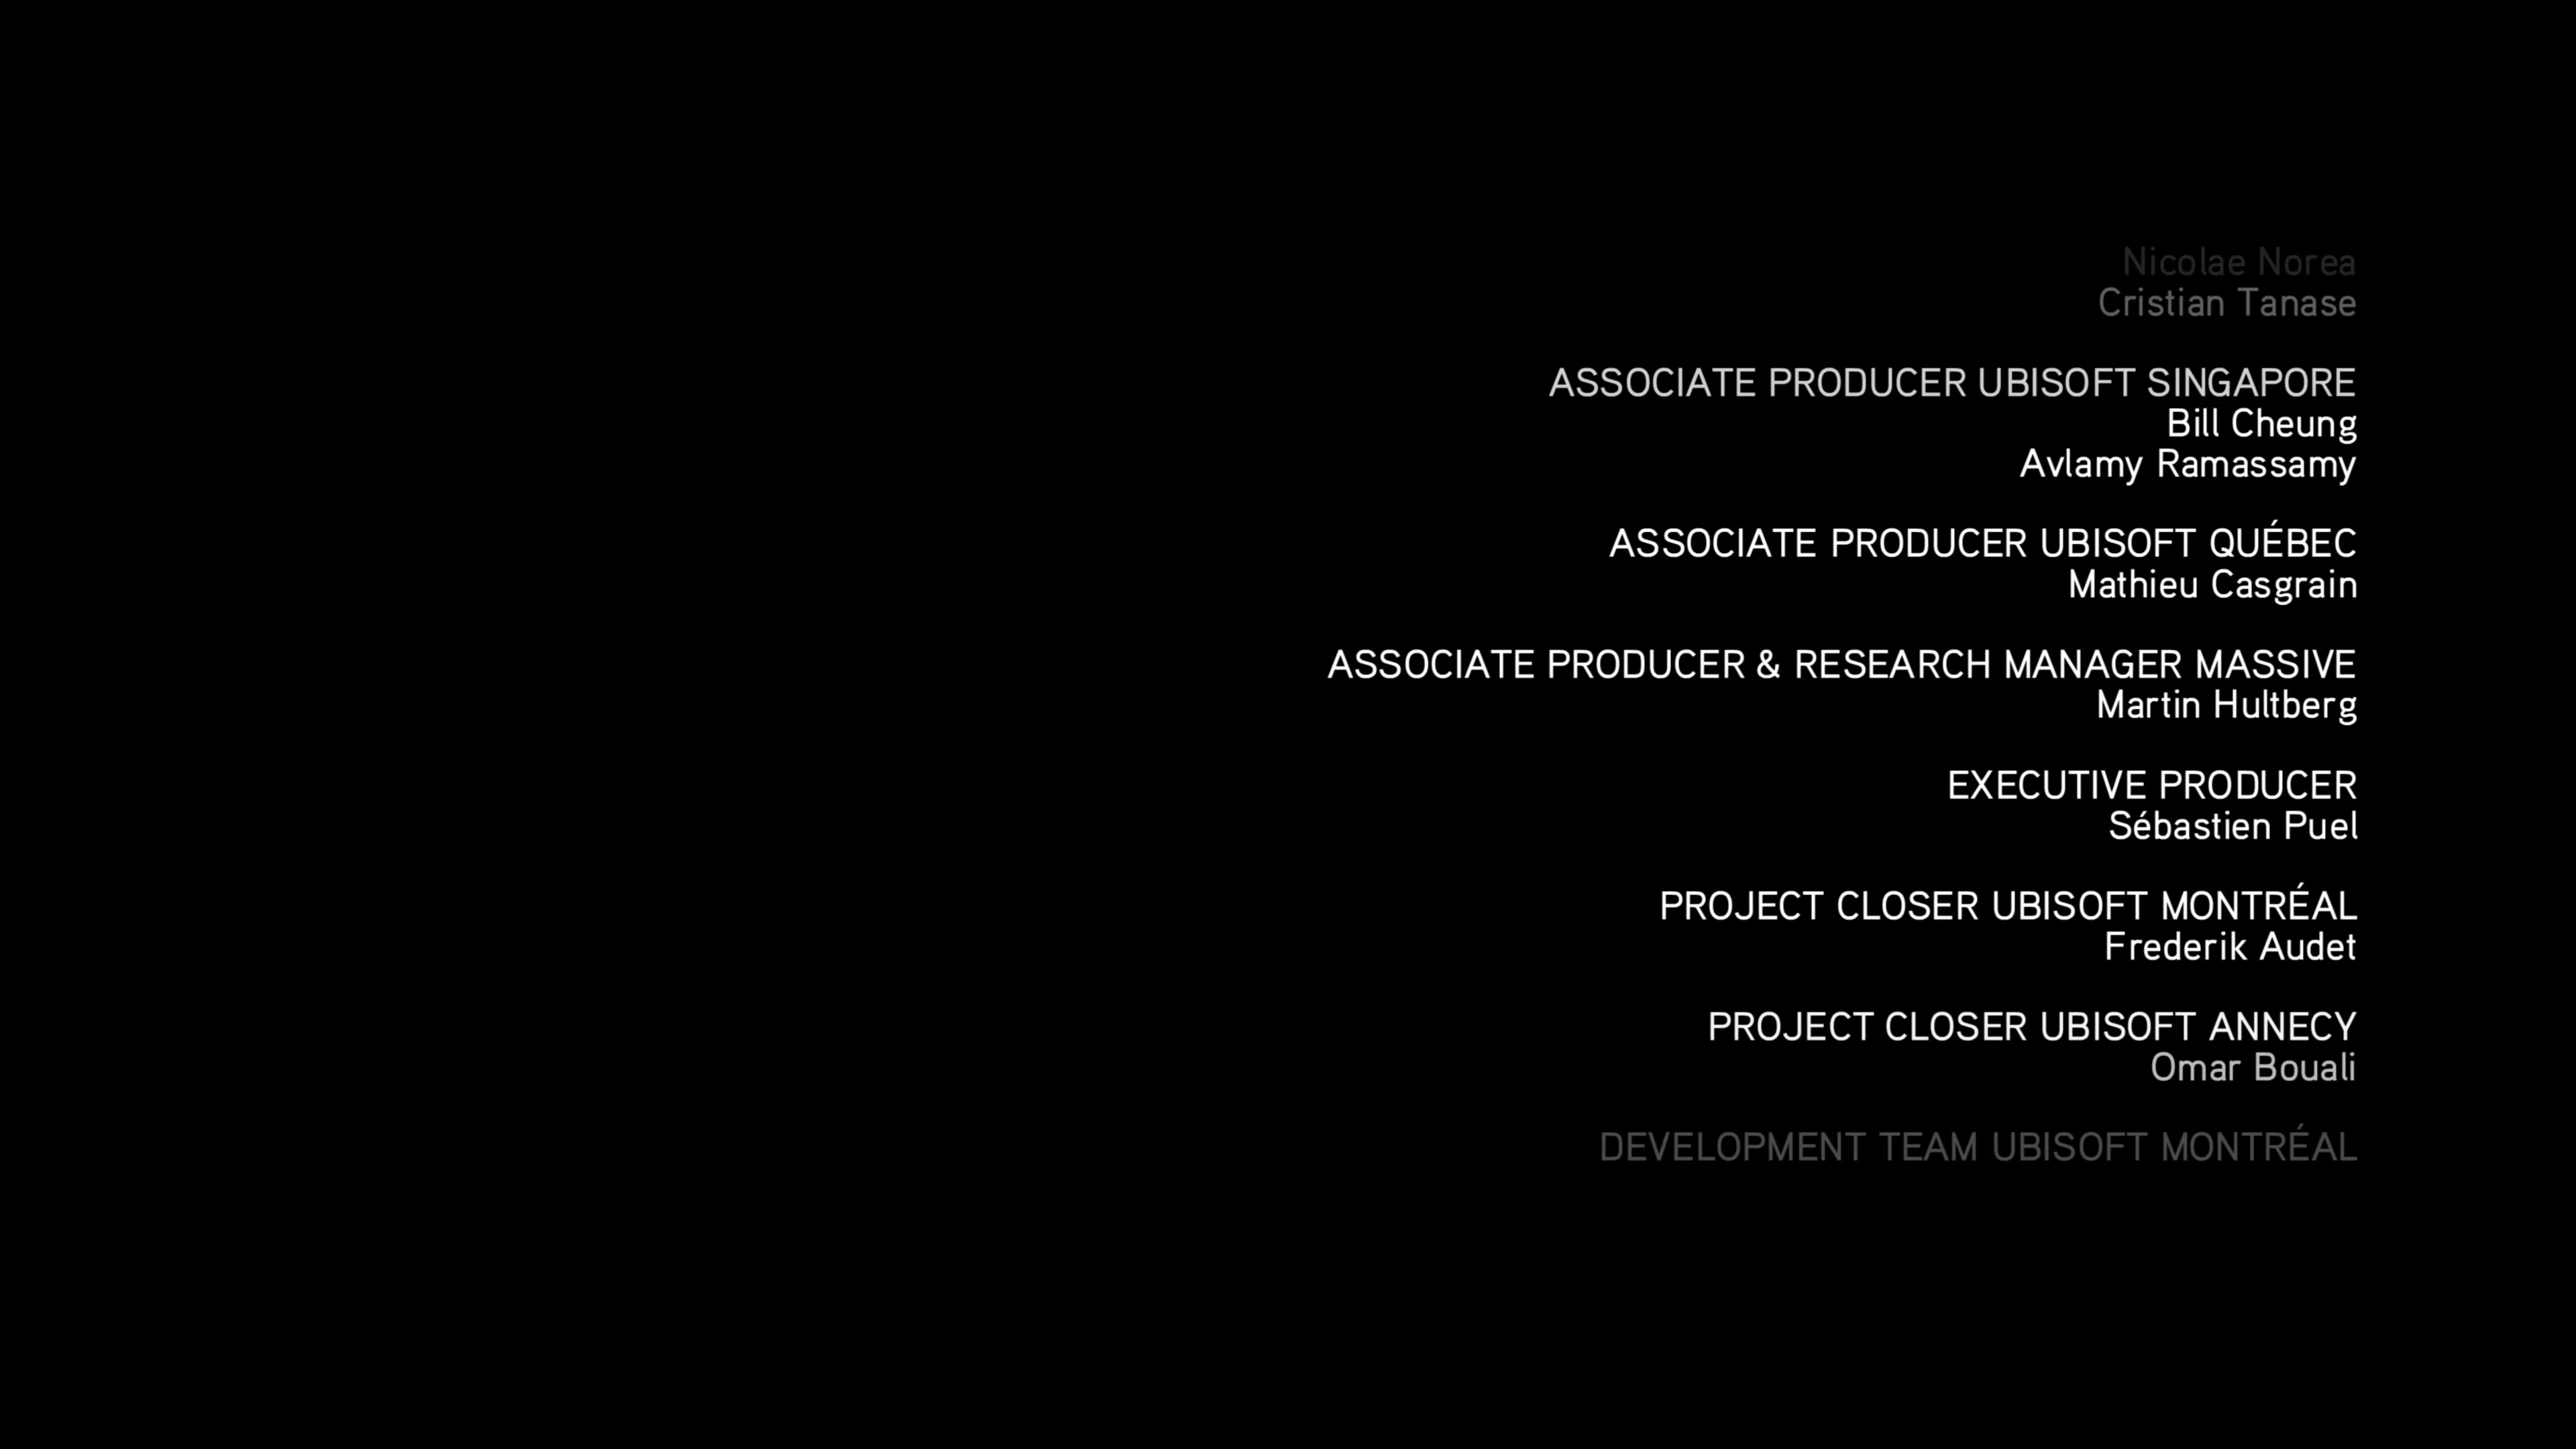 Nicolae Norea
Cristian Tanase
ASSOCIATE PRODUCER UBISOFT SINGAPORE
Bill Cheung
Avlamy Ramassamy
ASSOCIATE PRODUCER UBISOFT QUÉBEC
Mathieu Casgrain
ASSOCIATE PRODUCER & RESEARCH MANAGER MASSIVE
Martin Hultberg
EXECUTIVE PRODUCER
Sébastien Puel
PROJECT CLOSER UBISOFT MONTRÉAL
Frederik Audet
PROJECT CLOSER UBISOFT ANNECY
Omar Bouali
DEVELOPMENT TEAM UBISOFT MONTRÉAL